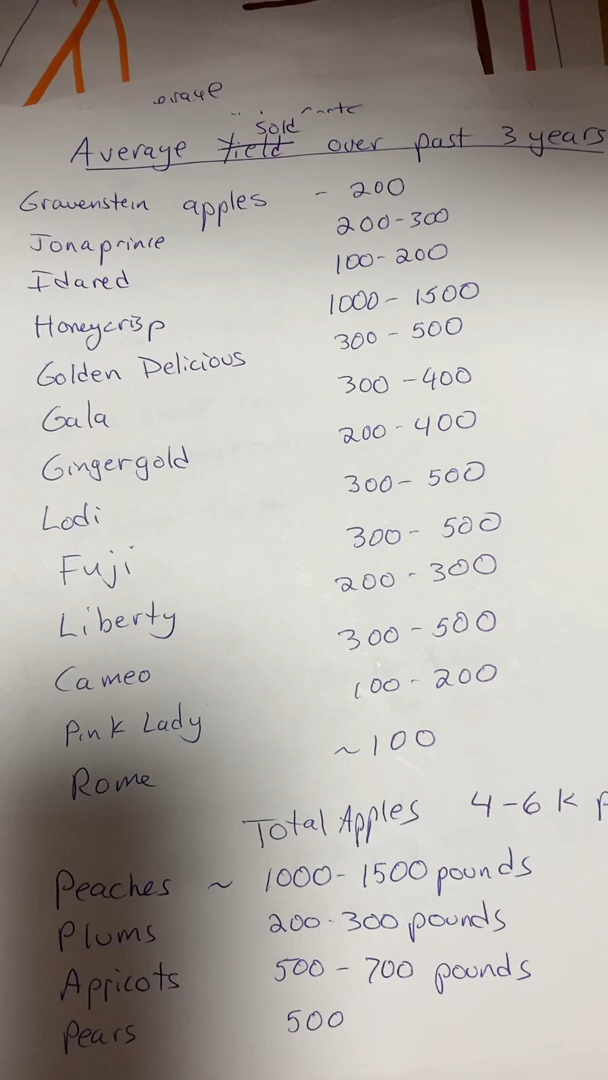 Average sold over past 3 years
Gravenstein apples - 200
Jonaprince 200-300
Idared 100-200
Honeycrisp 1000-1500
Golden Delicious 300-500
Gala 300-400
Gingergold 200-400
Lodi 300-500
Fuji 300-500
Liberty 200-300
Cameo 300-500
Pink Lady 100-200
Rome ~100
Total Apples 4-6 K p
Peaches ~ 1000-1500 pounds
Plums 200-300 pounds
Appicots 500-700 pounds
Pears 500